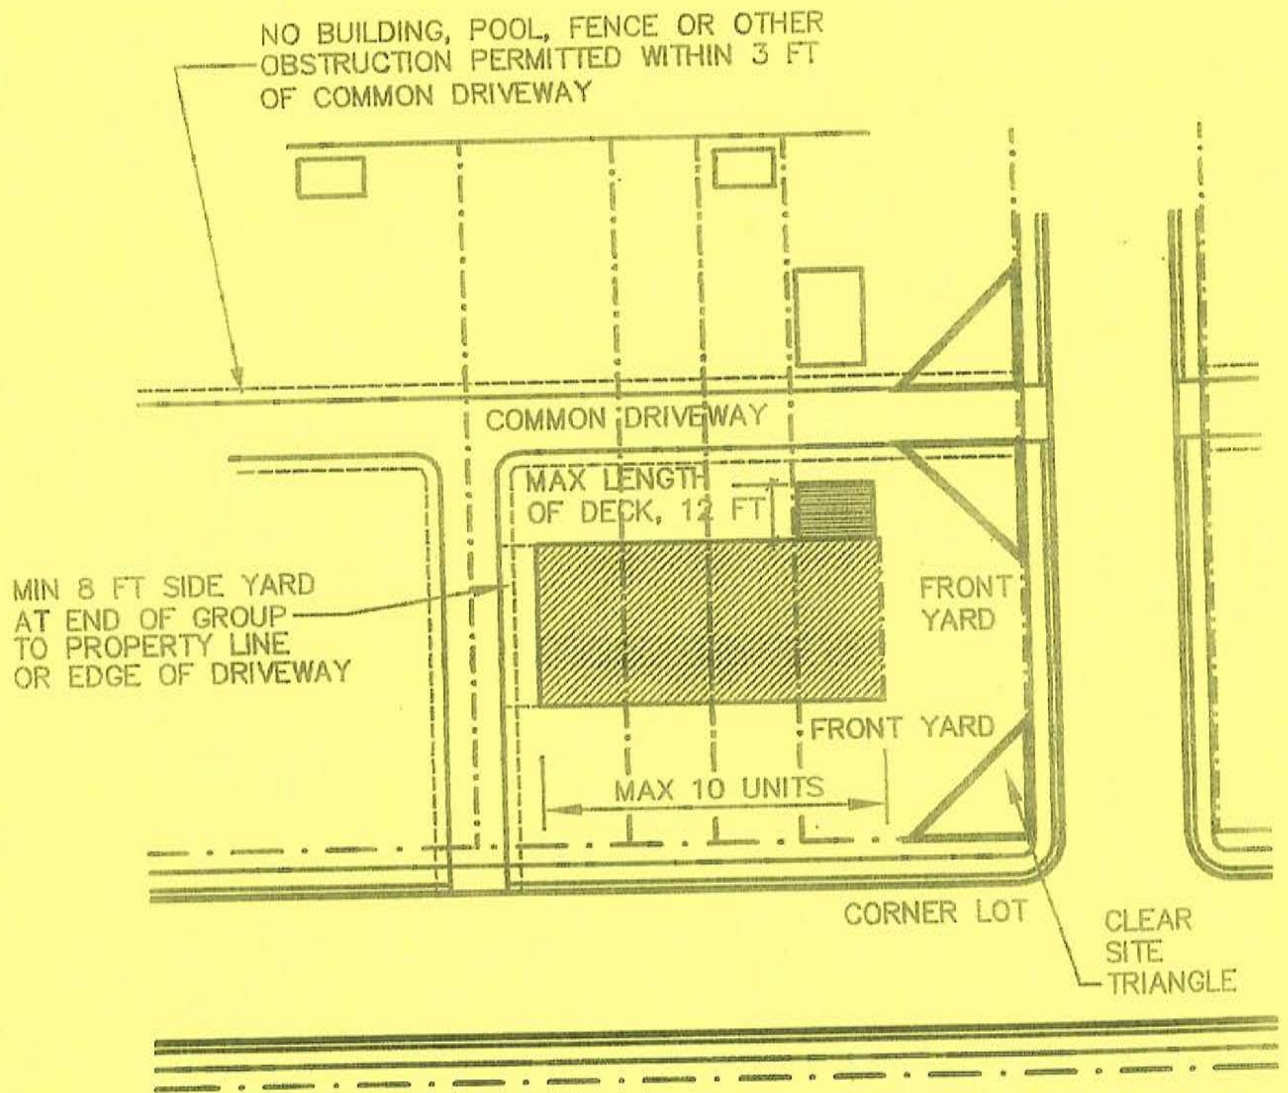 NO BUILDING, POOL, FENCE OR OTHER
OBSTRUCTION PERMITTED WITHIN 3 FT
OF COMMON DRIVEWAY
COMMON DRIVEWAY
MAX LENGTH
OF DECK, 12 FT
MIN 8 FT SIDE YARD
AT END OF GROUP
TO PROPERTY LINE
OR EDGE OF DRIVEWAY
FRONT
YARD
FRONT YARD
MAX 10 UNITS
CORNER LOT
CLEAR
SITE
TRIANGLE